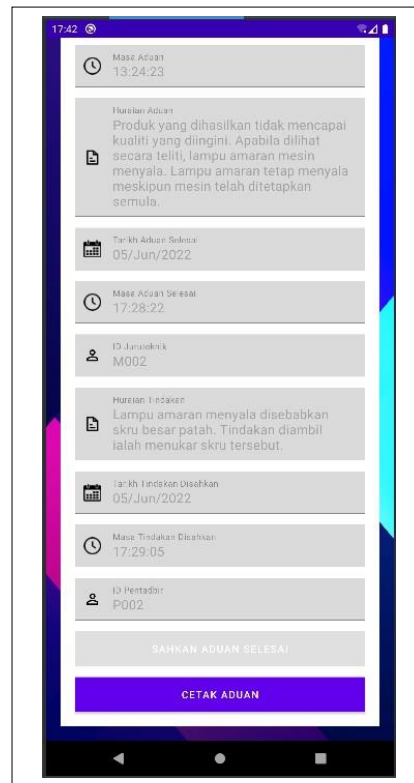 17:42
Masa Aduan
13:24:23
Huraian Aduan
Produk yang dihasilkan tidak mencapai
kualiti yang diingini. Apabila dilihat
secara teliti, lampu amaran mesin
menyala. Lampu amaran tetap menyala
meskipun mesin telah ditetapkan
semula.
Tarikh Aduan Selesai
05/Jun/2022
Masa Aduan Selesai
17:28:22
ID Juruteknik
M002
Huraian Tindakan
Lampu amaran menyala disebabkan
skru besar patah. Tindakan diambil
ialah menukar skru tersebut.
Tarikh Tindakan Disahkan
05/Jun/2022
Masa Tindakan Disahkan
17:29:05
ID Pentadbir
P002
SAHKAN ADUAN SELESAI
CETAK ADUAN